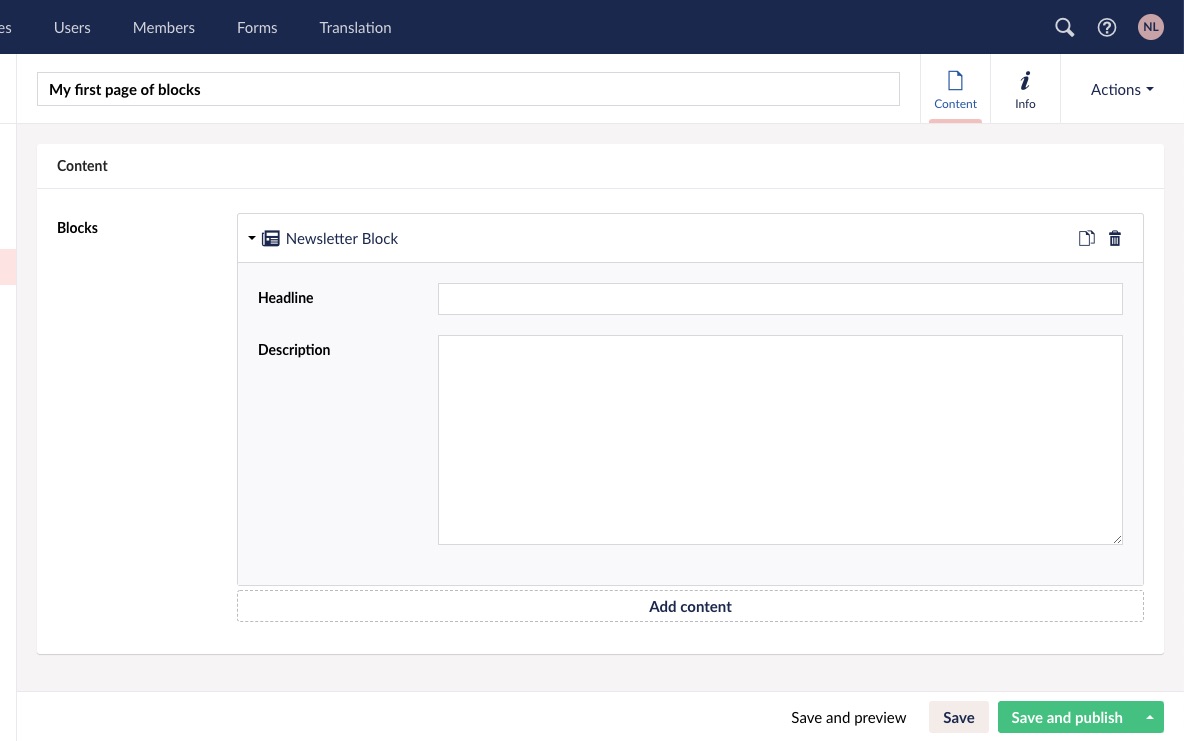 es Users Members Forms Translation NL
My first page of blocks
Content
Info
Actions
Content
Blocks
Newsletter Block
Headline
Description
Add content
Save and preview Save Save and publish